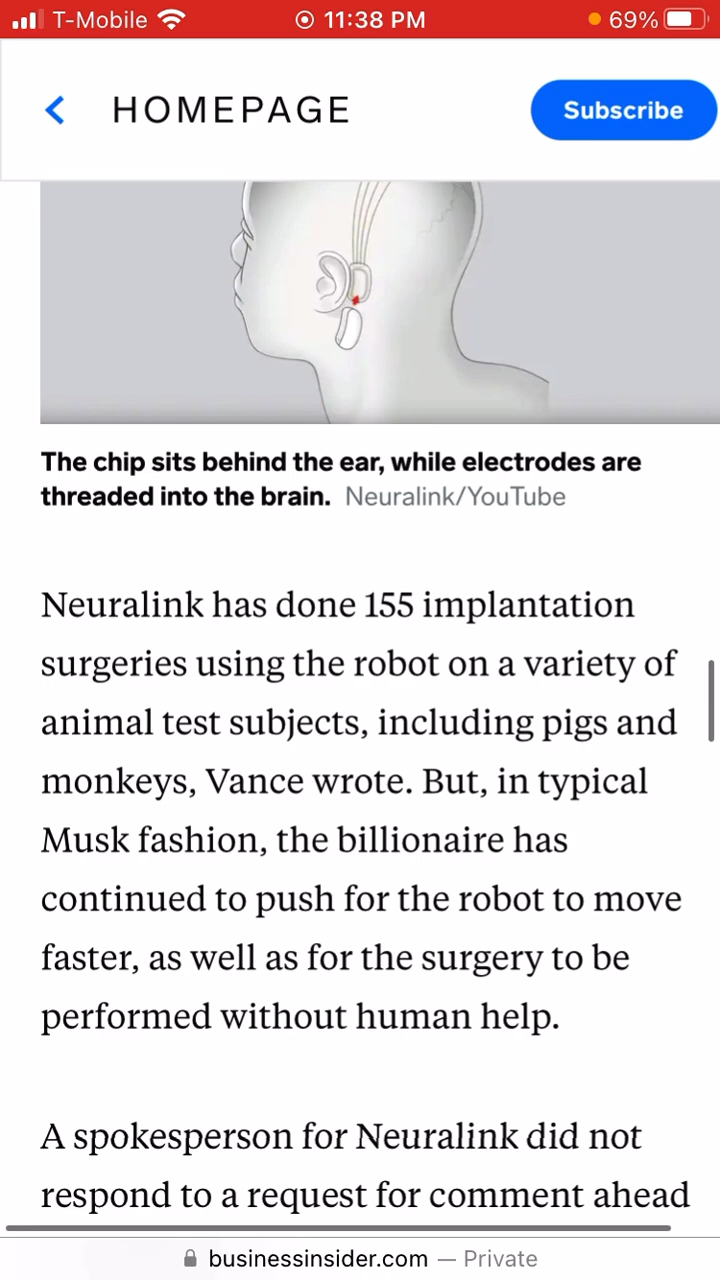 T-Mobile 11:38 PM 69%
HOMEPAGE Subscribe
The chip sits behind the ear, while electrodes are
threaded into the brain. Neuralink/YouTube
Neuralink has done 155 implantation
surgeries using the robot on a variety of
animal test subjects, including pigs and
monkeys, Vance wrote. But, in typical
Musk fashion, the billionaire has
continued to push for the robot to move
faster, as well as for the surgery to be
performed without human help.
A spokesperson for Neuralink did not
respond to a request for comment ahead
businessinsider.com — Private